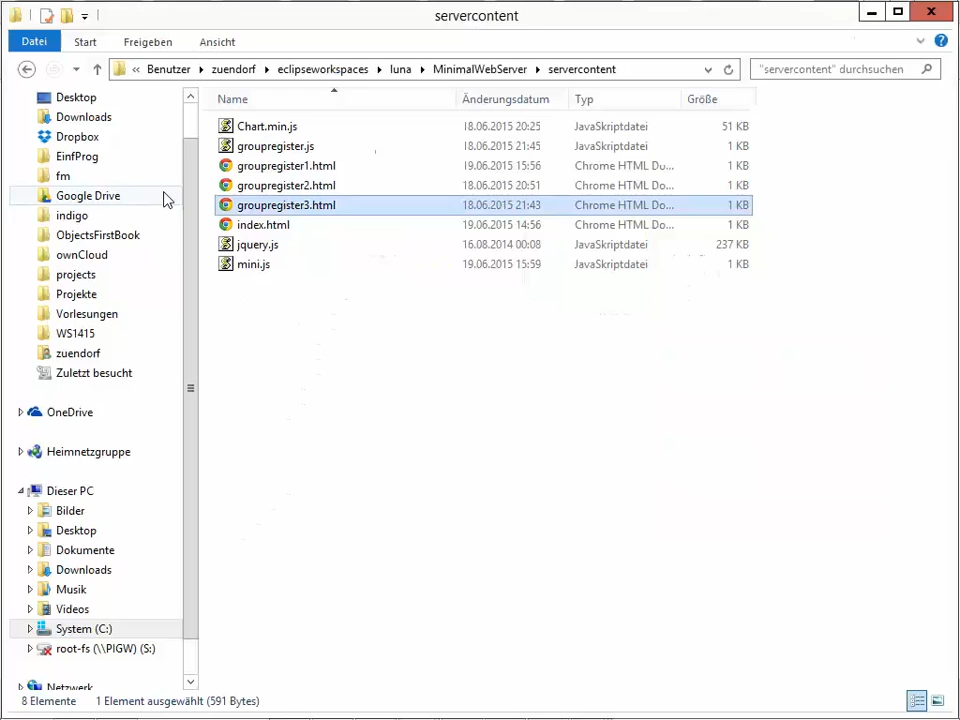 servercontent
Datei Start Freigeben Ansicht
« Benutzer zuendorf eclipseworkspaces luna MinimalWebServer servercontent "servercontent" durchsuchen
Name Änderungsdatum Typ Größe
Desktop
Downloads
Dropbox
EinfProg
fm
Google Drive
indigo
ObjectsFirstBook
ownCloud
projects
Projekte
Vorlesungen
WS1415
zuendorf
Zuletzt besucht
OneDrive
Heimnetzgruppe
Dieser PC
Bilder
Desktop
Dokumente
Downloads
Musik
Videos
System (C:)
root-fs (\\PIGW) (S:)
Netzwerk
Chart.min.js 18.06.2015 20:25 JavaSkriptdatei 51 KB
groupregister.js 18.06.2015 21:45 JavaSkriptdatei 1 KB
groupregister1.html 19.06.2015 15:56 Chrome HTML Du... 1 KB
groupregister2.html 18.06.2015 20:51 Chrome HTML Do... 1 KB
groupregister3.html 18.06.2015 21:43 Chrome HTML Do... 1 KB
index.html 19.06.2015 14:56 Chrome HTML Do... 1 KB
jquery.js 16.08.2014 00:08 JavaSkriptdatei 237 KB
mini.js 19.06.2015 15:59 JavaSkriptdatei 1 KB
8 Elemente 1 Element ausgewählt (591 Bytes)